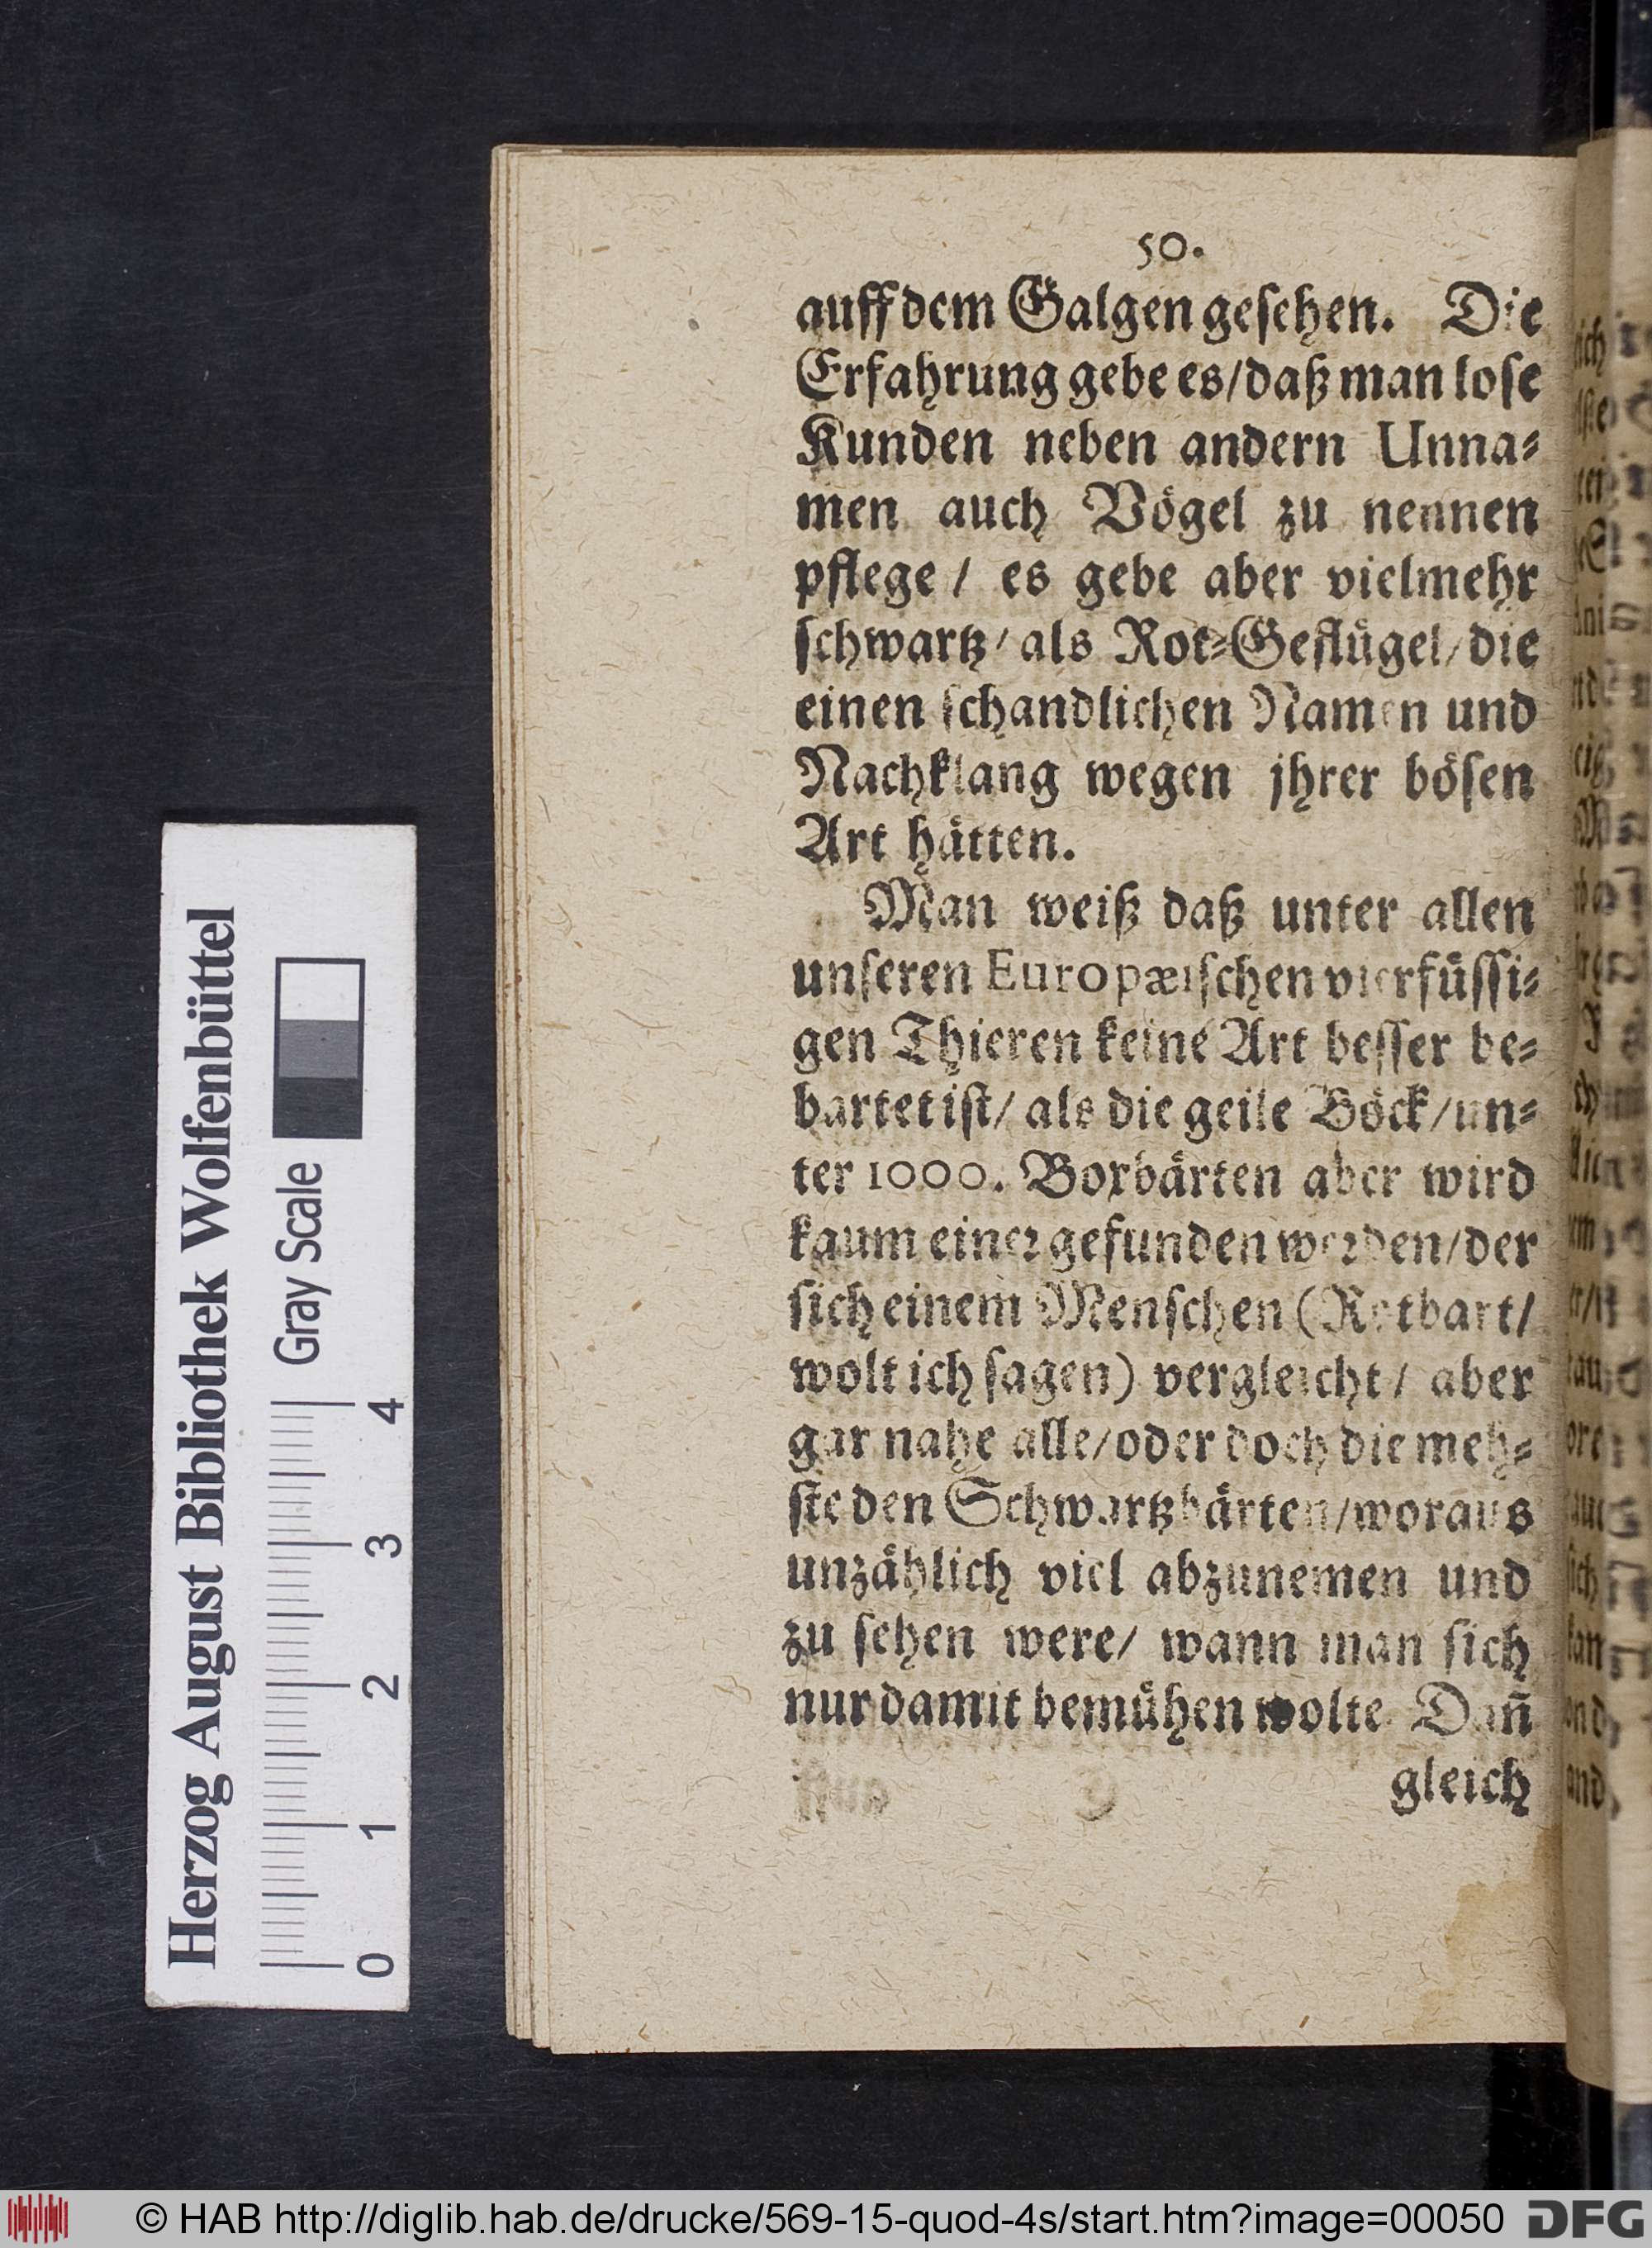 50.
auff dem Galgen geſehen. Die
Erfahrung gebe es/daß man loſe
Kunden neben andern Unna⸗
men auch Vögel zu nennen
pflege / es gebe aber vielmehr
ſchwartz/ als Rot⸗Geflügel/die
einen ſchandlichen Namen und
Nachklang wegen jhrer böſen
Art hätten.
Man weiß daß unter allen
unſeren Europæiſchen vierfüſſi⸗
gen Thieren keine Art beſſer be⸗
bartet iſt/ als die geile Böck/un⸗
ter 1000. Boxbärten aber wird
kaum einer gefunden werden/der
ſich einem Menſchen (Rotbart/
wolt ich ſagen) vergleicht/ aber
gar nahe alle/oder doch die meh⸗
ſte den Schwartzbärten/woraus
unzählich viel abzunemen und
zu ſehen were/ wann man ſich
nur damit bemühen wolte. Dañ
gleich
Herzog August Bibliothek Wolfenbüttel
Gray Scale
0 1 2 3 4
© HAB http://diglib.hab.de/drucke/569-15-quod-4s/start.htm?image=00050
DFG